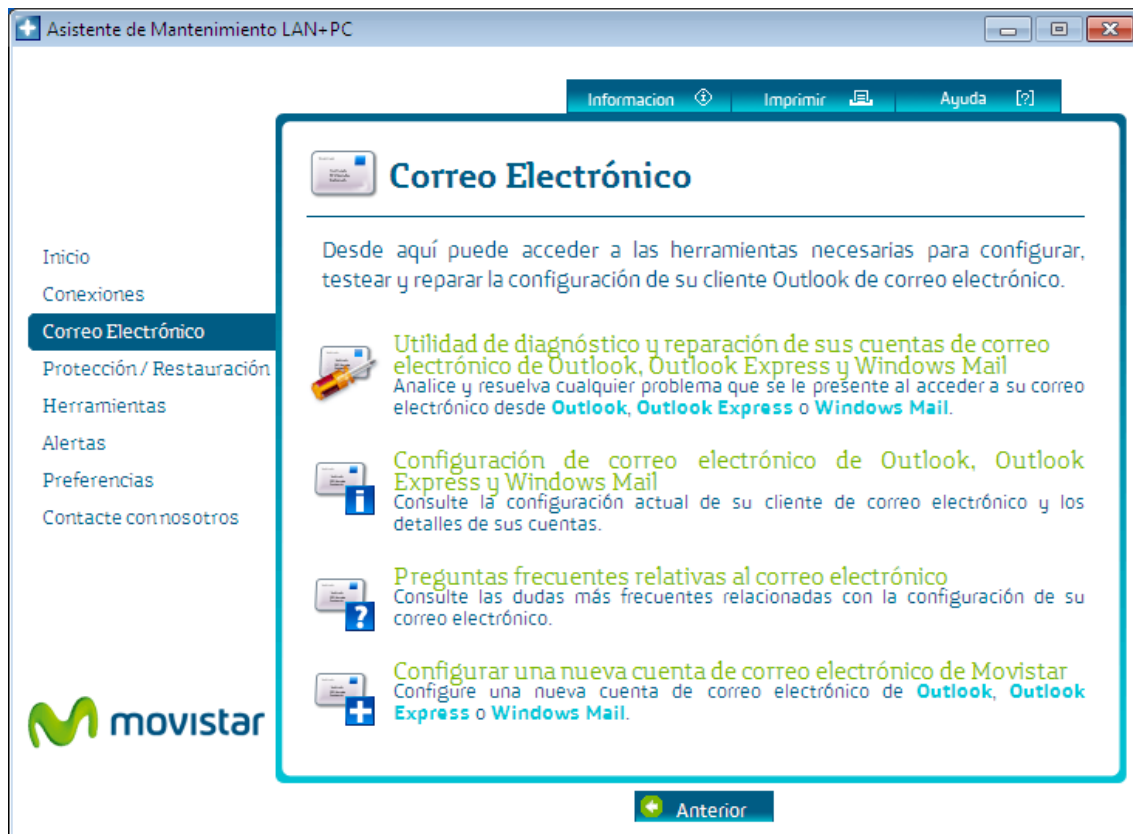 Asistente de Mantenimiento LAN+PC
Informacion
Imprimir
Ayuda [?]
Correo Electrónico
Desde aquí puede acceder a las herramientas necesarias para configurar,
testear y reparar la configuración de su cliente Outlook de correo electrónico.
Inicio
Conexiones
Correo Electrónico
Protección / Restauración
Herramientas
Alertas
Preferencias
Contacte con nosotros
Utilidad de diagnóstico y reparación de sus cuentas de correo
electrónico de Outlook, Outlook Express y Windows Mail
Analice y resuelva cualquier problema que se le presente al acceder a su correo
electrónico desde Outlook, Outlook Express o Windows Mail.
Configuración de correo electrónico de Outlook, Outlook
Express y Windows Mail
Consulte la configuración actual de su cliente de correo electrónico y los
detalles de sus cuentas.
Preguntas frecuentes relativas al correo electrónico
Consulte las dudas más frecuentes relacionadas con la configuración de su
correo electrónico.
Configurar una nueva cuenta de correo electrónico de Movistar
Configure una nueva cuenta de correo electrónico de Outlook, Outlook
Express o Windows Mail.
movistar
Anterior